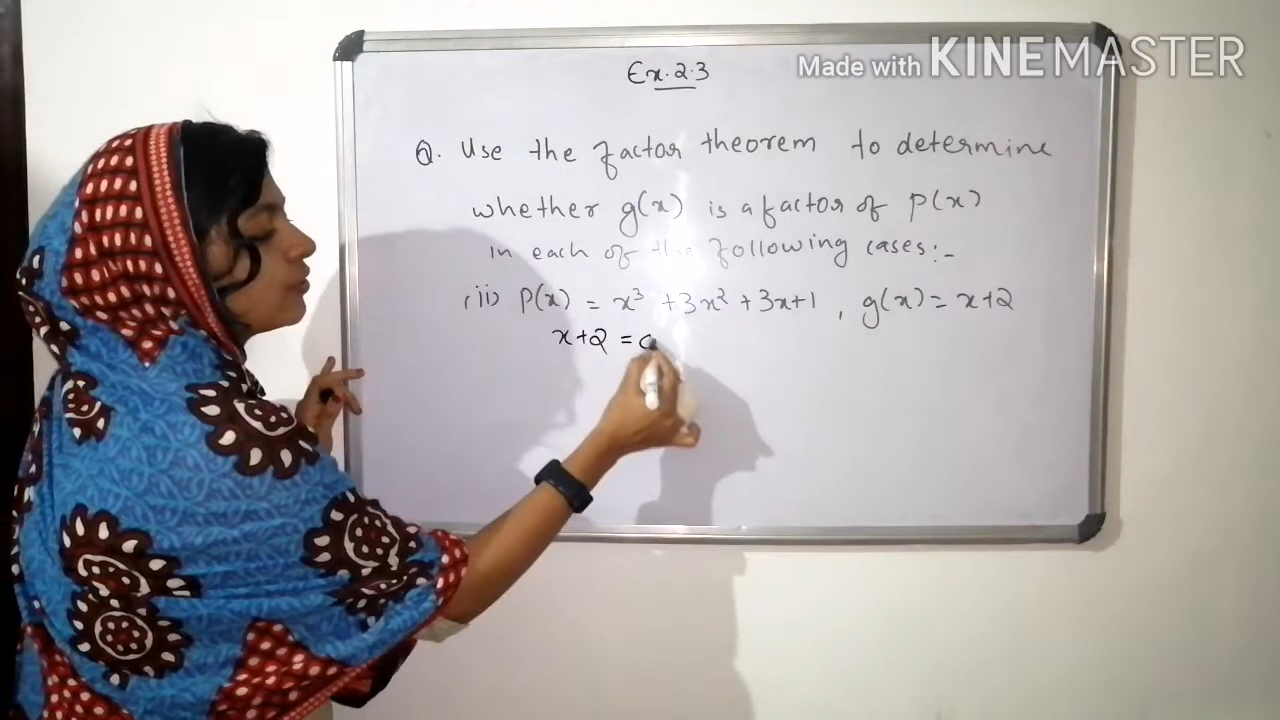 Made with KINEMASTER
Ex.2.3
Q. Use the factor theorem to determine
whether g(x) is a factor of p(x)
in each of the following cases:-
(ii) P(x) = x³ +3x² + 3x+1 , g(x) = x+2
x+2 = 0